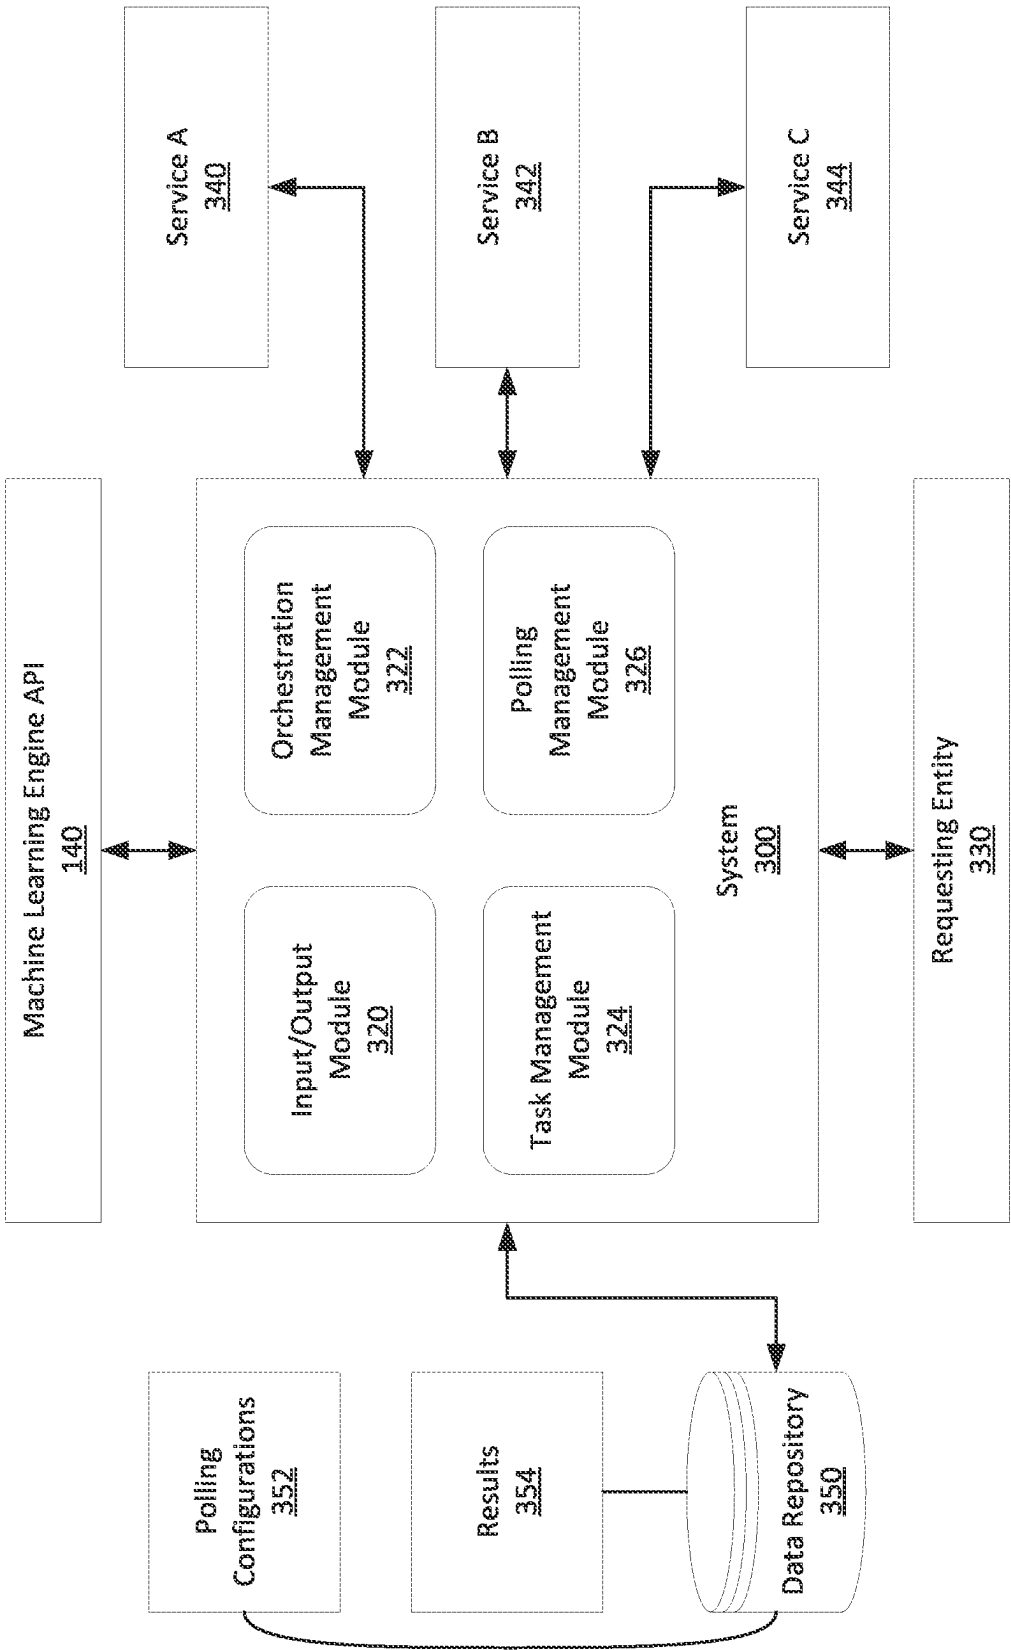 Machine Learning Engine API
140
Polling
Configurations
352
Results
354
Data Repository
350
Input/Output
Module
320
Orchestration
Management
Module
322
Task Management
Module
324
Polling
Management
Module
326
System
300
Service A
340
Service B
342
Service C
344
Requesting Entity
330